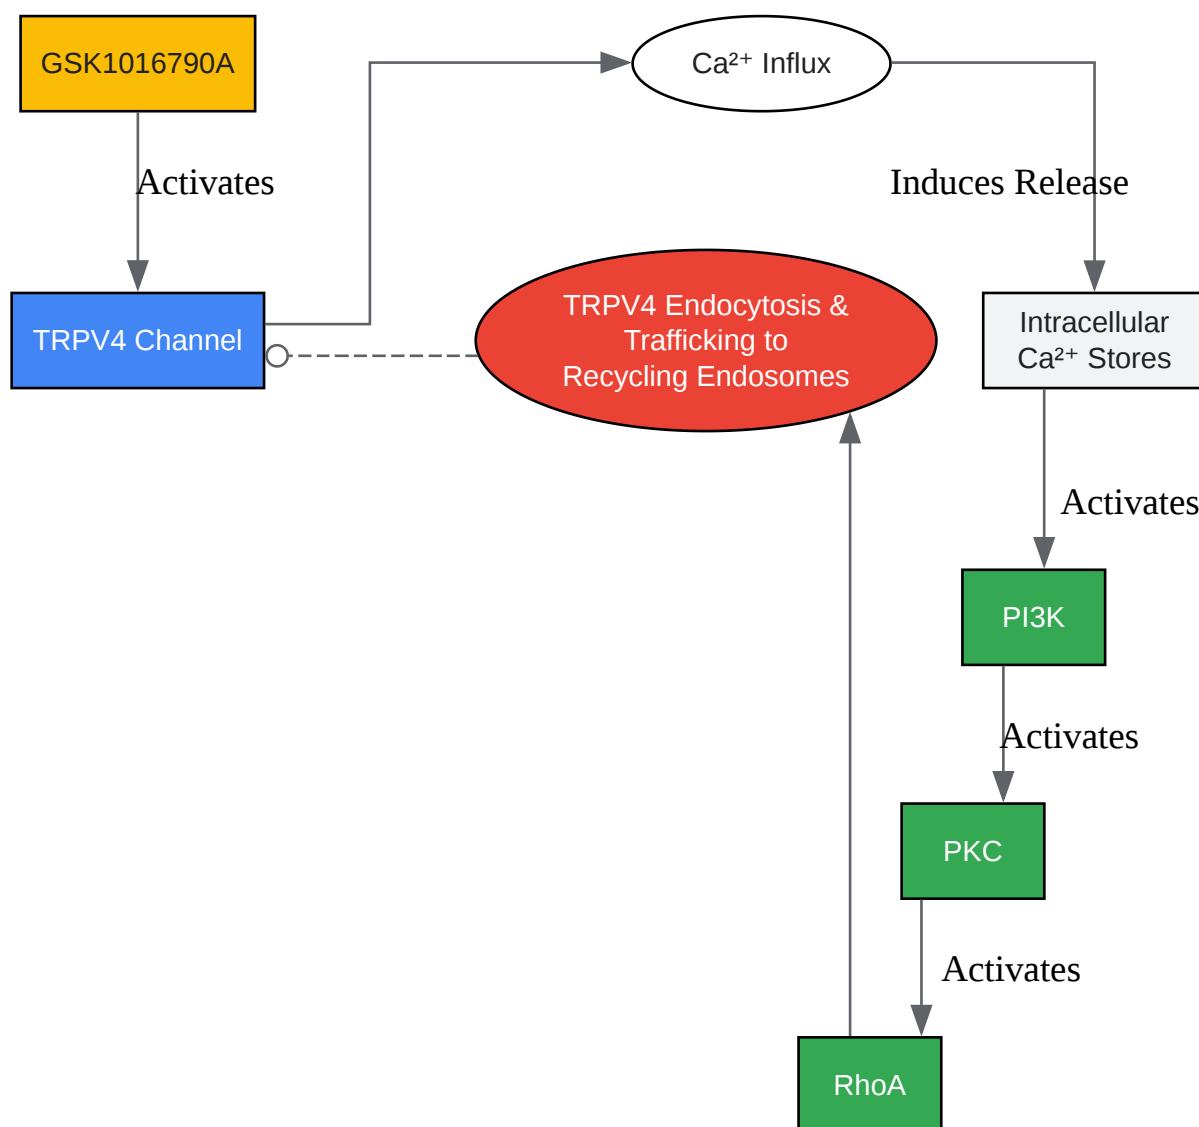 GSK1016790A
Ca²⁺ Influx
Activates
Induces Release
TRPV4 Channel
TRPV4 Endocytosis &
Trafficking to
Recycling Endosomes
Intracellular
Ca²⁺ Stores
Activates
PI3K
Activates
PKC
Activates
RhoA